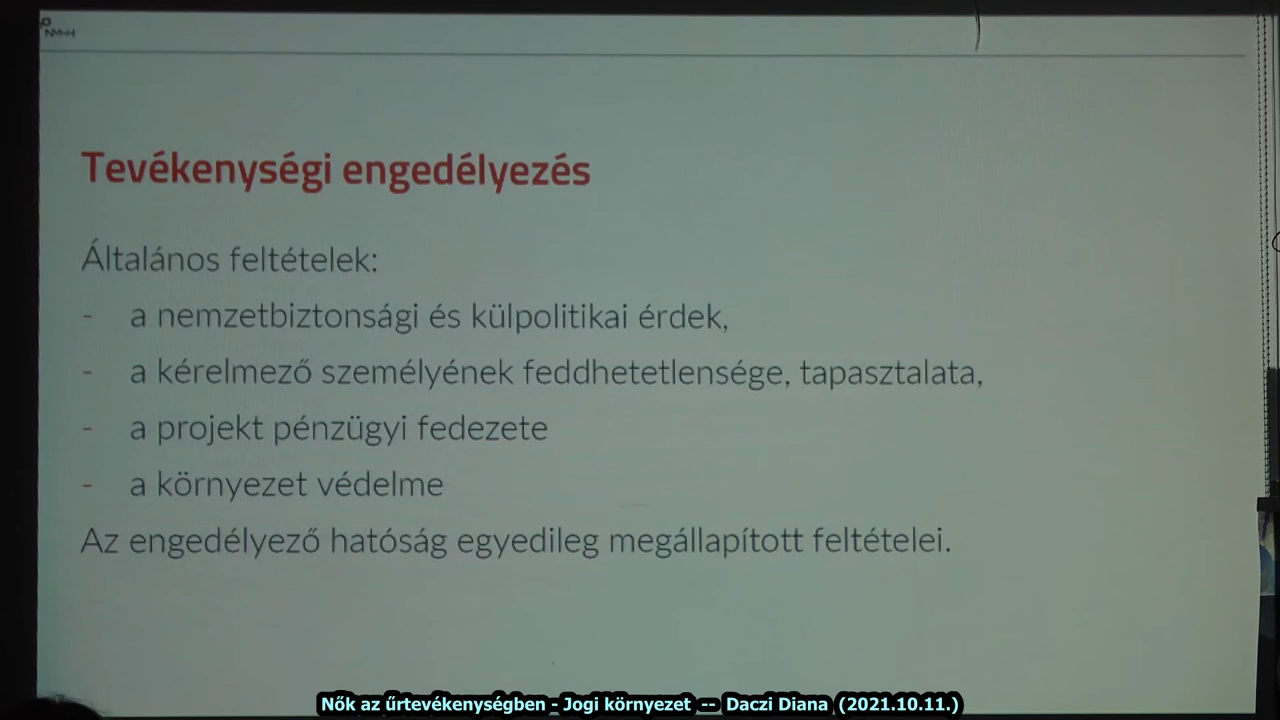 NMHH
Tevékenységi engedélyezés
Általános feltételek:
- a nemzetbiztonsági és külpolitikai érdek,
- a kérelmező személyének feddhetetlensége, tapasztalata,
- a projekt pénzügyi fedezete
- a környezet védelme
Az engedélyező hatóság egyedileg megállapított feltételei.
Nők az űrtevékenységben - Jogi környezet -- Daczi Diana (2021.10.11.)